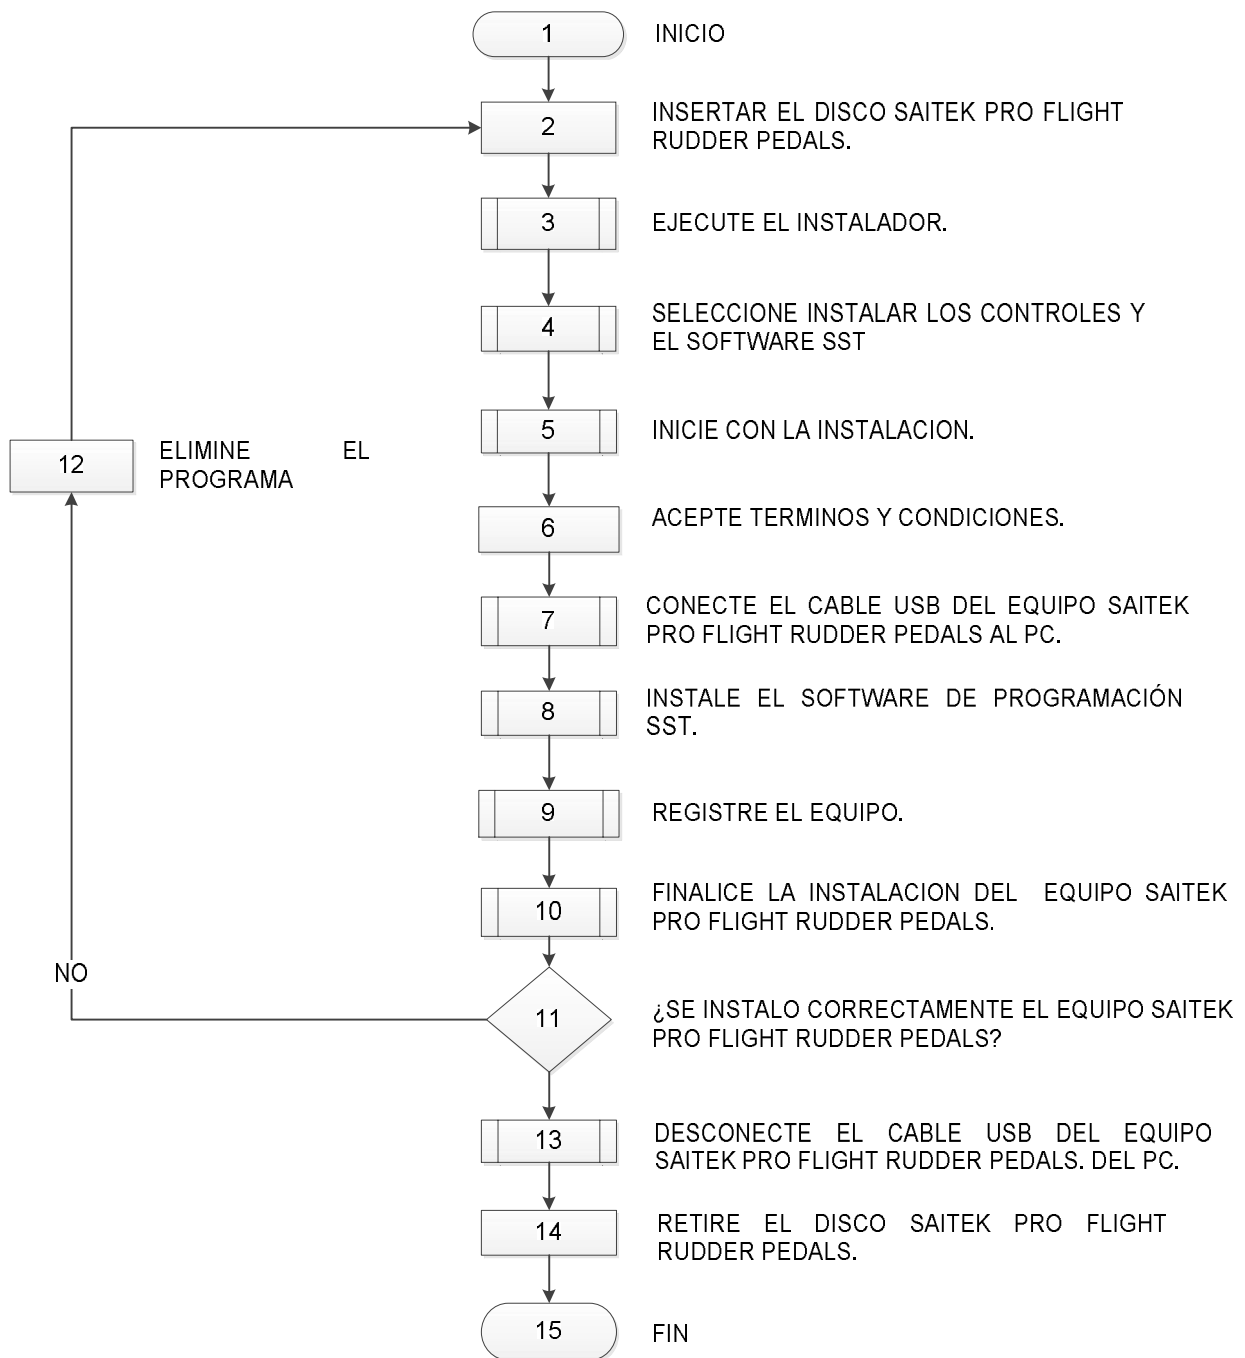 1 INICIO
2 INSERTAR EL DISCO SAITEK PRO FLIGHT
RUDDER PEDALS.
3 EJECUTE EL INSTALADOR.
4 SELECCIONE INSTALAR LOS CONTROLES Y
EL SOFTWARE SST
5 INICIE CON LA INSTALACION.
12 ELIMINE EL
PROGRAMA
6 ACEPTE TERMINOS Y CONDICIONES.
7 CONECTE EL CABLE USB DEL EQUIPO SAITEK
PRO FLIGHT RUDDER PEDALS AL PC.
8 INSTALE EL SOFTWARE DE PROGRAMACIÓN
SST.
9 REGISTRE EL EQUIPO.
10 FINALICE LA INSTALACION DEL EQUIPO SAITEK
PRO FLIGHT RUDDER PEDALS.
NO
11 ¿SE INSTALO CORRECTAMENTE EL EQUIPO SAITEK
PRO FLIGHT RUDDER PEDALS?
13 DESCONECTE EL CABLE USB DEL EQUIPO
SAITEK PRO FLIGHT RUDDER PEDALS. DEL PC.
14 RETIRE EL DISCO SAITEK PRO FLIGHT
RUDDER PEDALS.
15 FIN